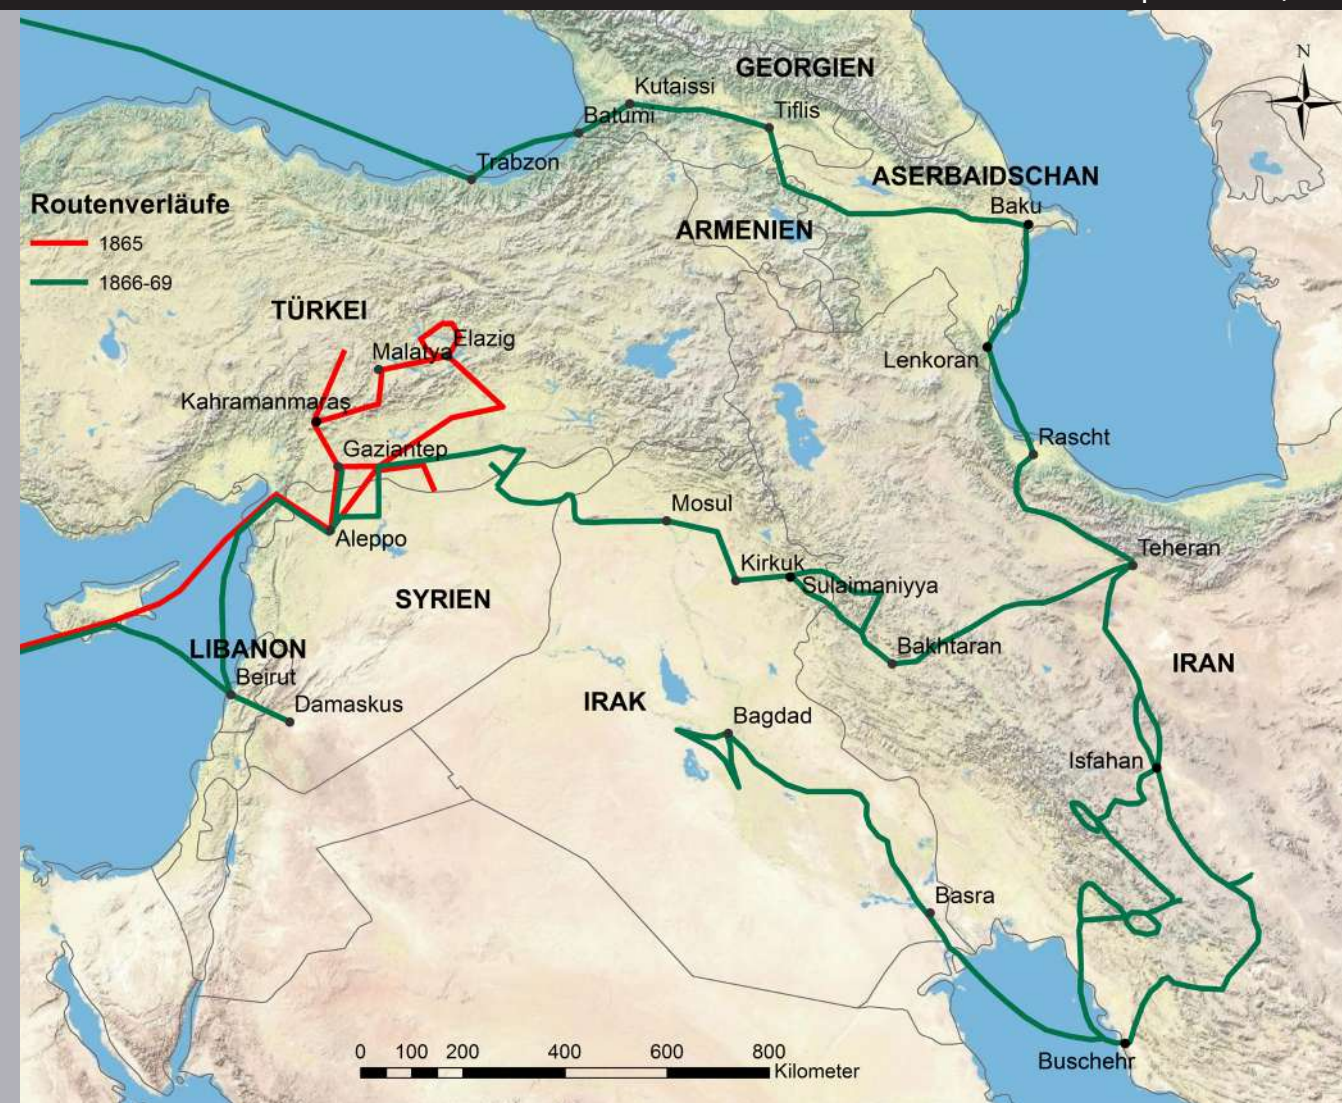 N
GEORGIEN
Kutaissi
Tiflis
Batumi
Trabzon
ASERBAIDSCHAN
Baku
Routenverläufe
ARMENIEN
1865
1866-69
TÜRKEI
Elazig
Malatya
Lenkoran
Kahramanmaraş
Rascht
Gaziantep
Mosul
Aleppo
Teheran
Kirkuk
Sulaimaniyya
SYRIEN
LIBANON
Bakhtaran
IRAN
Beirut
Damaskus
IRAK
Bagdad
Isfahan
Basra
0 100 200 400 600 800
Kilometer
Buschehr